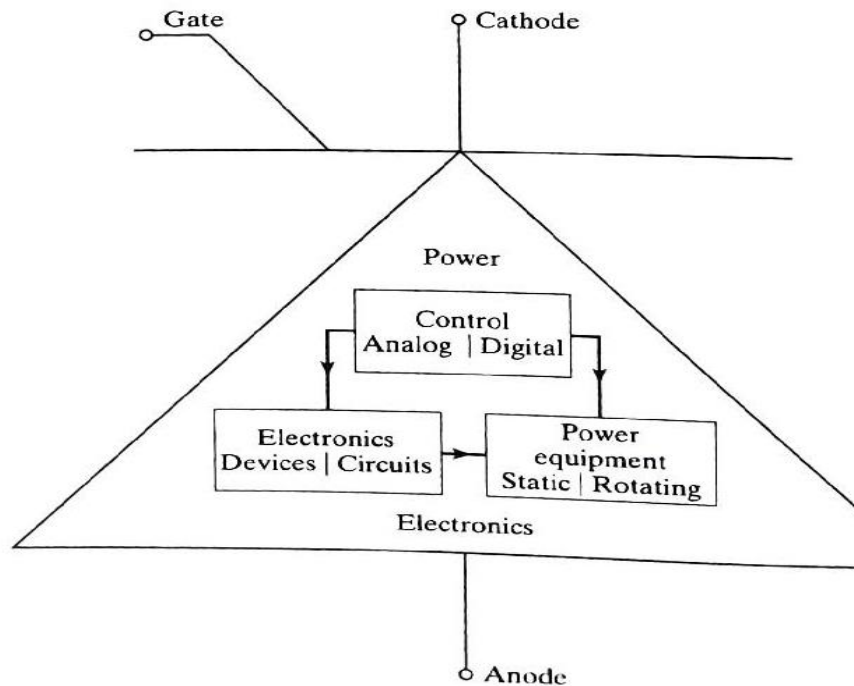 Gate
Cathode
Power
Control
Analog | Digital
Electronics
Devices | Circuits
Power
equipment
Static | Rotating
Electronics
Anode